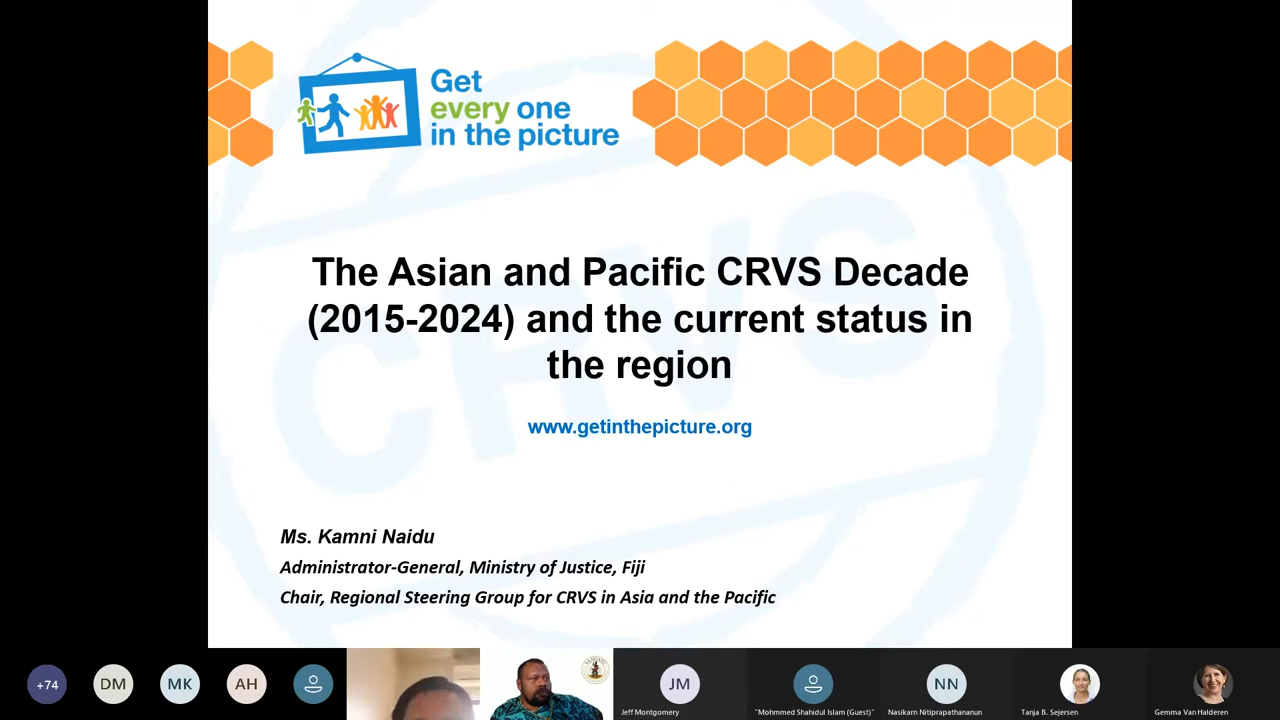 Get
every one
in the picture
CRVS
The Asian and Pacific CRVS Decade
(2015-2024) and the current status in
the region
www.getinthepicture.org
Ms. Kamni Naidu
Administrator-General, Ministry of Justice, Fiji
Chair, Regional Steering Group for CRVS in Asia and the Pacific
+74
DM
MK
AH
JM
NN
Jeff Montgomery
"Mohmmed Shahidul Islam (Guest)"
Nasikarn Nitiprapathananun
Tanja B. Sejersen
Gemma Van Halderen